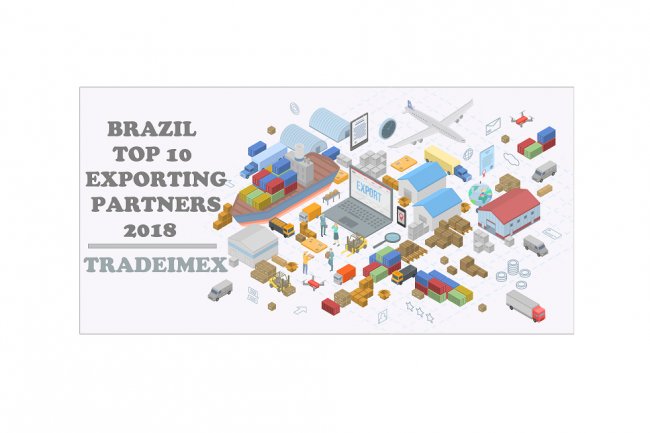 BRAZIL
TOP 10
EXPORTING
PARTNERS
2018
TRADEIMEX
EXPORT